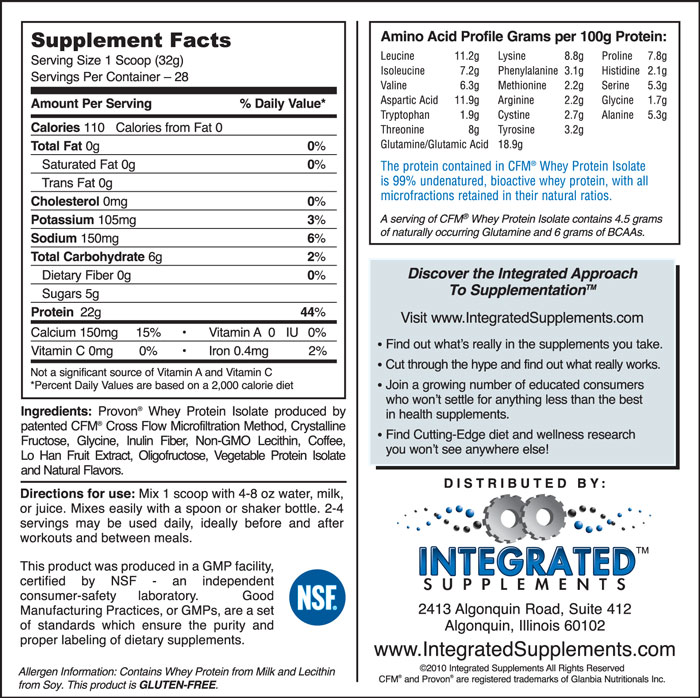 Supplement Facts
Serving Size 1 Scoop (32g)
Servings Per Container – 28
Amount Per Serving % Daily Value*
Calories 110 Calories from Fat 0
Total Fat 0g 0%
Saturated Fat 0g 0%
Trans Fat 0g
Cholesterol 0mg 0%
Potassium 105mg 3%
Sodium 150mg 6%
Total Carbohydrate 6g 2%
Dietary Fiber 0g 0%
Sugars 5g
Protein 22g 44%
Calcium 150mg 15% • Vitamin A 0 IU 0%
Vitamin C 0mg 0% • Iron 0.4mg 2%
Not a significant source of Vitamin A and Vitamin C
*Percent Daily Values are based on a 2,000 calorie diet
Ingredients: Provon® Whey Protein Isolate produced by
patented CFM® Cross Flow Microfiltration Method, Crystalline
Fructose, Glycine, Inulin Fiber, Non-GMO Lecithin, Coffee,
Lo Han Fruit Extract, Oligofructose, Vegetable Protein Isolate
and Natural Flavors.
Directions for use: Mix 1 scoop with 4-8 oz water, milk,
or juice. Mixes easily with a spoon or shaker bottle. 2-4
servings may be used daily, ideally before and after
workouts and between meals.
This product was produced in a GMP facility,
certified by NSF - an independent
consumer-safety laboratory. Good
Manufacturing Practices, or GMPs, are a set
of standards which ensure the purity and
proper labeling of dietary supplements.
NSF.
Allergen Information: Contains Whey Protein from Milk and Lecithin
from Soy. This product is GLUTEN-FREE.
Amino Acid Profile Grams per 100g Protein:
Leucine 11.2g Lysine 8.8g Proline 7.8g
Isoleucine 7.2g Phenylalanine 3.1g Histidine 2.1g
Valine 6.3g Methionine 2.2g Serine 5.3g
Aspartic Acid 11.9g Arginine 2.2g Glycine 1.7g
Tryptophan 1.9g Cystine 2.7g Alanine 5.3g
Threonine 8g Tyrosine 3.2g
Glutamine/Glutamic Acid 18.9g
The protein contained in CFM® Whey Protein Isolate
is 99% undenatured, bioactive whey protein, with all
microfractions retained in their natural ratios.
A serving of CFM® Whey Protein Isolate contains 4.5 grams
of naturally occurring Glutamine and 6 grams of BCAAs.
Discover the Integrated Approach
To Supplementation™
Visit www.IntegratedSupplements.com
• Find out what's really in the supplements you take.
• Cut through the hype and find out what really works.
• Join a growing number of educated consumers
who won't settle for anything less than the best
in health supplements.
• Find Cutting-Edge diet and wellness research
you won't see anywhere else!
DISTRIBUTED BY:
INTEGRATED™
SUPPLEMENTS
2413 Algonquin Road, Suite 412
Algonquin, Illinois 60102
www.IntegratedSupplements.com
©2010 Integrated Supplements All Rights Reserved
CFM® and Provon® are registered trademarks of Glanbia Nutritionals Inc.